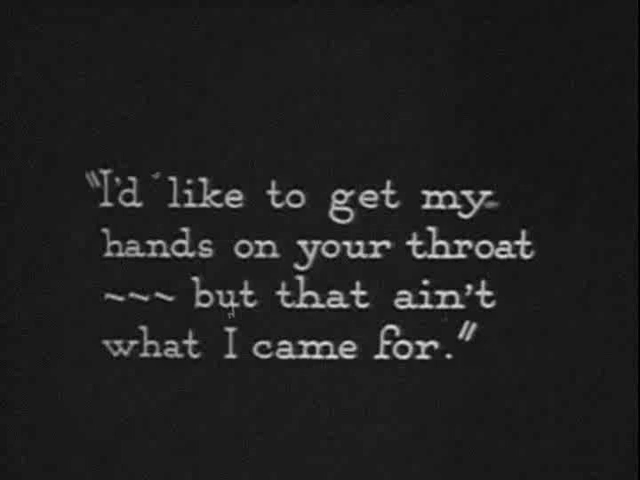 "I'd like to get my
hands on your throat
~~~ but that ain't
what I came for."